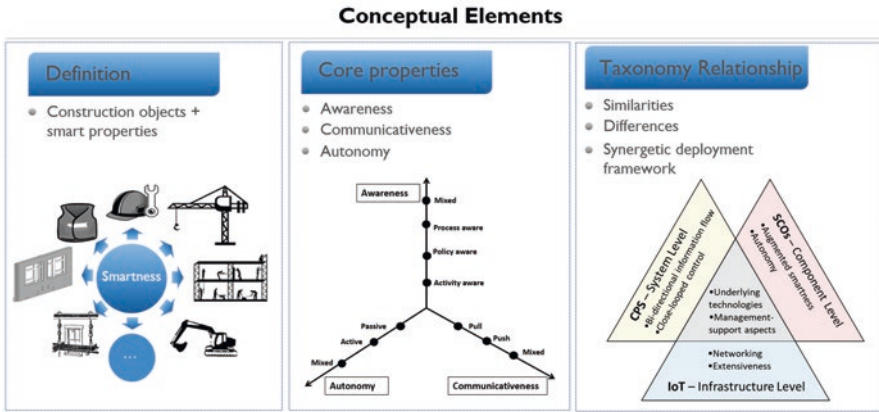 Conceptual Elements
Definition
Construction objects +
smart properties
Smartness
...
Core properties
Awareness
Communicativeness
Autonomy
Awareness
Mixed
Process aware
Policy aware
Activity aware
Passive
Active
Mixed
Autonomy
Pull
Push
Mixed
Communicativeness
Taxonomy Relationship
Similarities
Differences
Synergetic deployment
framework
CPS – System Level
•Bi-directional information flow
•Close-looped control
SCOs – Component Level
•Augmented smartness
•Autonomy
•Underlying
technologies
•Management-
support aspects
•Networking
•Extensiveness
IoT – Infrastructure Level